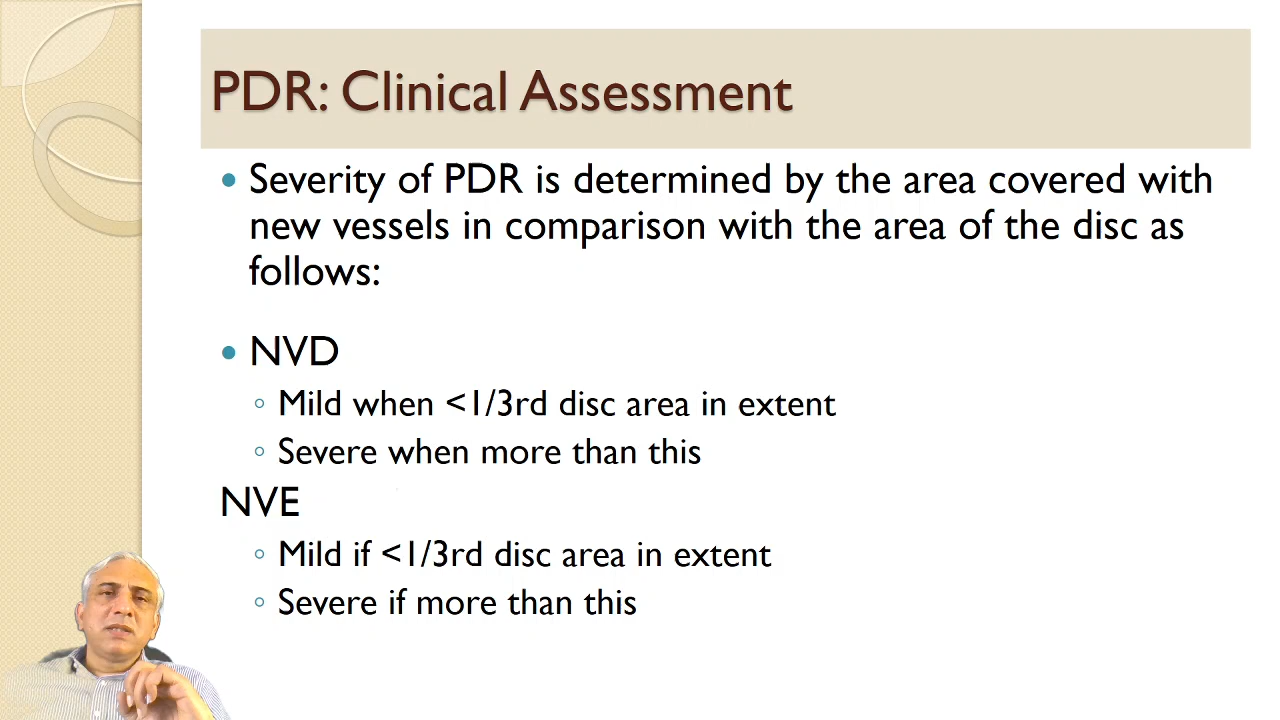 PDR: Clinical Assessment
• Severity of PDR is determined by the area covered with
new vessels in comparison with the area of the disc as
follows:
• NVD
◦ Mild when <1/3rd disc area in extent
◦ Severe when more than this
NVE
◦ Mild if <1/3rd disc area in extent
◦ Severe if more than this